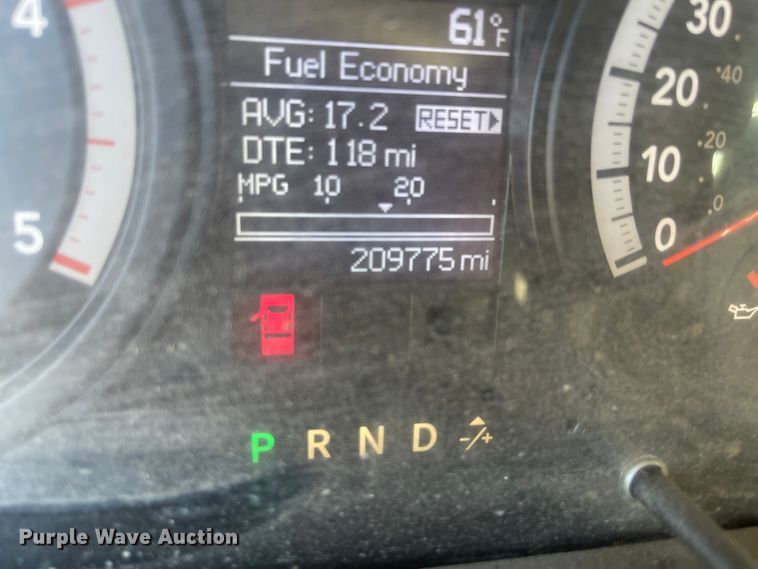 4
5
61°F
Fuel Economy
AVG: 17.2 RESET
DTE: 118 mi
MPG 10 20
209775 mi
30
40
20
20
10
0
0
P R N D -/+
Purple Wave Auction